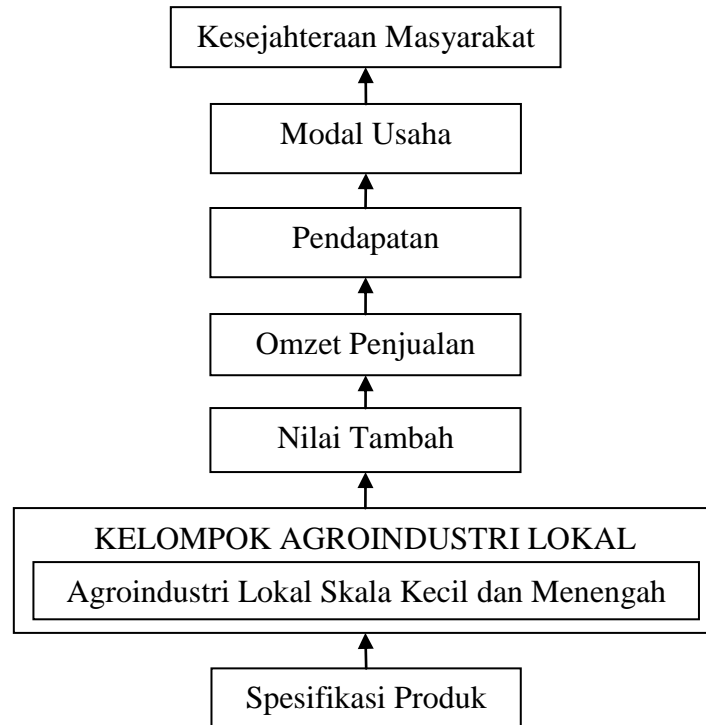 Kesejahteraan Masyarakat
Modal Usaha
Pendapatan
Omzet Penjualan
Nilai Tambah
KELOMPOK AGROINDUSTRI LOKAL
Agroindustri Lokal Skala Kecil dan Menengah
Spesifikasi Produk